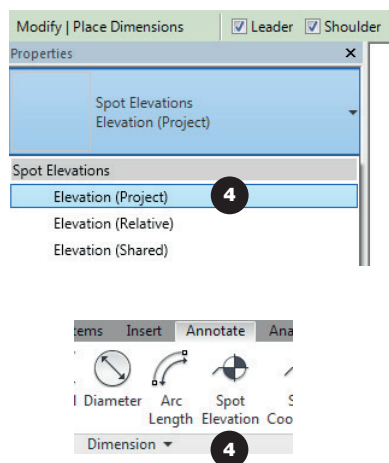 Modify | Place Dimensions Leader Shoulder
Properties x
Spot Elevations
Elevation (Project)
Spot Elevations
Elevation (Project) 4
Elevation (Relative)
Elevation (Shared)
Insert Annotate
Diameter Arc Spot
Length Elevation
Dimension 4